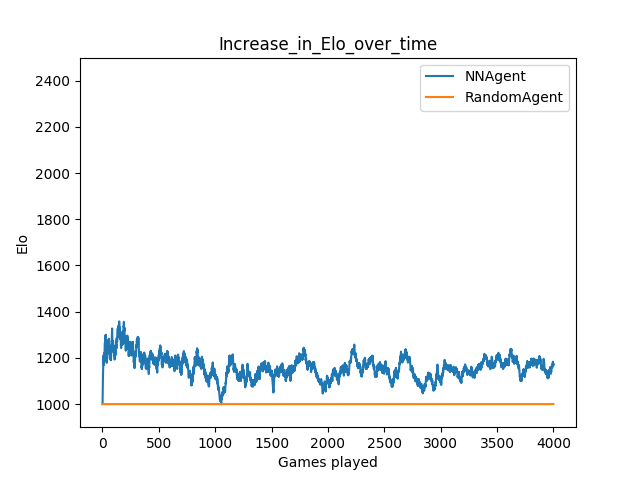 Increase_in_Elo_over_time
NNAgent
RandomAgent
2400
2200
2000
1800
1600
1400
1200
1000
Elo
0 500 1000 1500 2000 2500 3000 3500 4000
Games played